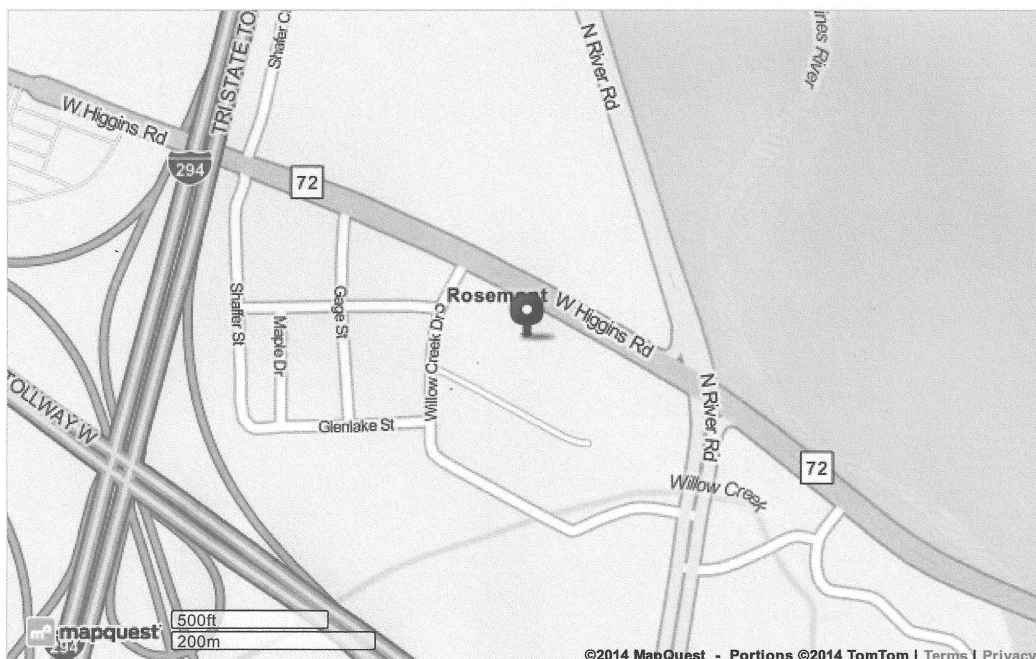 ines River
N River Rd
Shafer C
TRI STATE TO
W Higgins Rd
294
72
Rosemont
W Higgins Rd
Shaffer St
Gage St
Maple Dr
Willow Creek Dr
N River Rd
TOLLWAY W
Glenlake St
72
Willow Creek
500ft
mapquest
200m
294
©2014 MapQuest - Portions ©2014 TomTom | Terms | Privacy